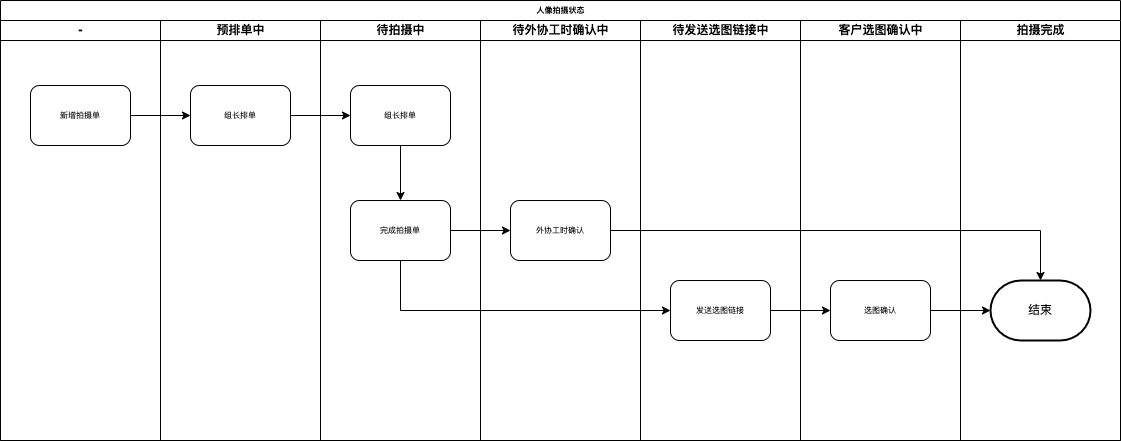 人像拍摄状态
-
预排单中
待拍摄中
待外协工时确认中
待发送选图链接中
客户选图确认中
拍摄完成
新增拍摄单
组长排单
组长排单
完成拍摄单
外协工时确认
发送选图链接
选图确认
结束